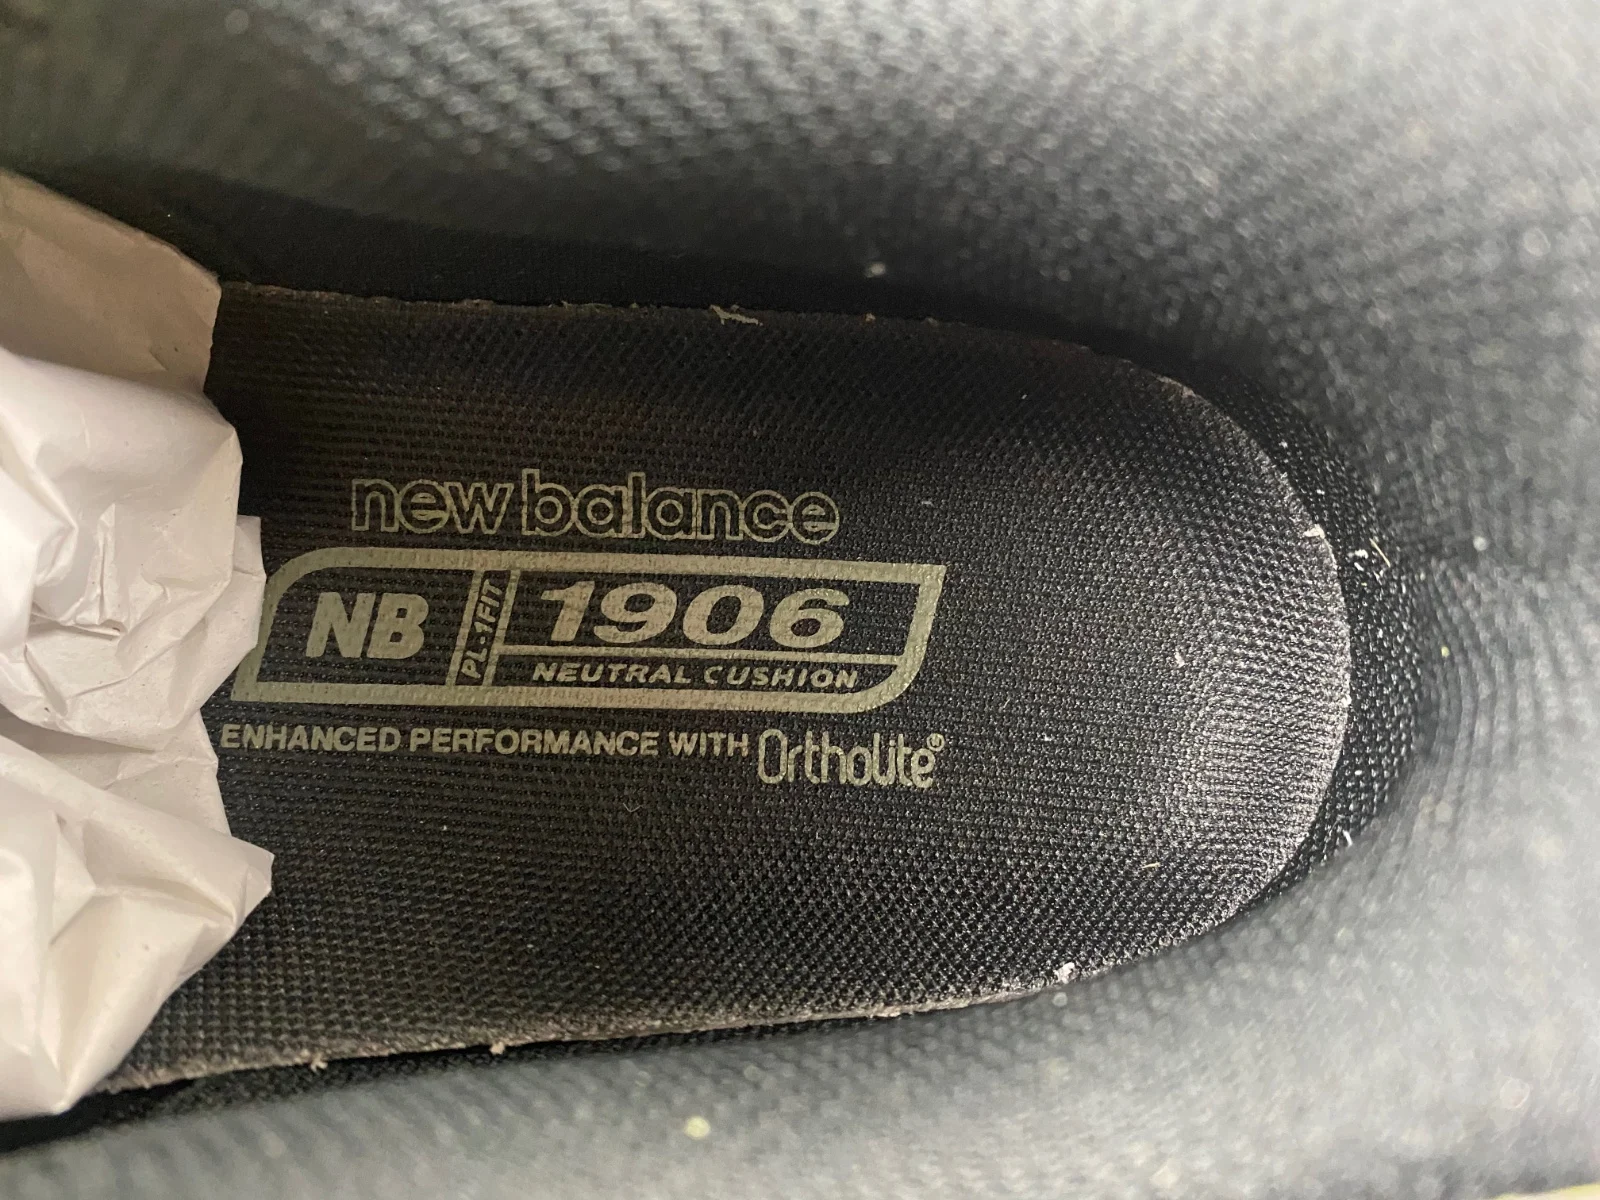 new balance
NB
PL-1FIT
1906
NEUTRAL CUSHION
ENHANCED PERFORMANCE WITH OrthoLite®